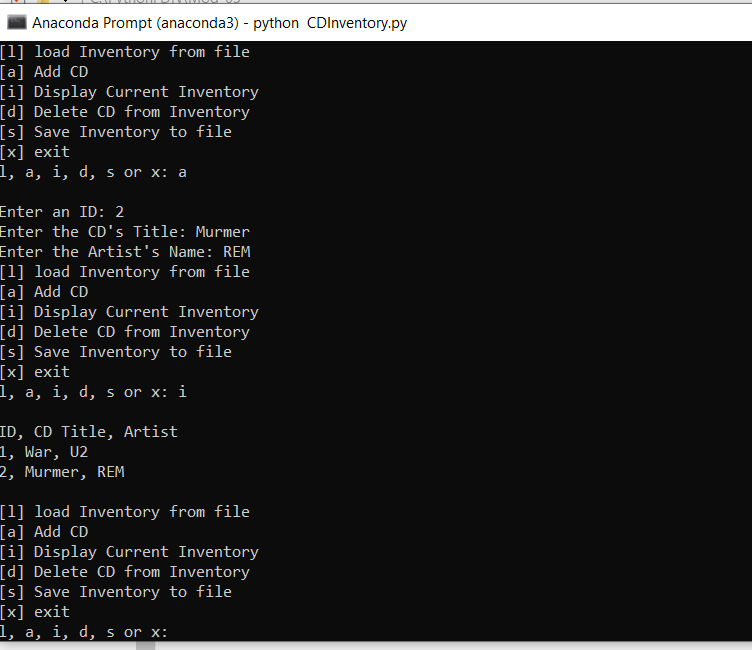 Anaconda Prompt (anaconda3) - python  CDInventory.py
[l] load Inventory from file
[a] Add CD
[i] Display Current Inventory
[d] Delete CD from Inventory
[s] Save Inventory to file
[x] exit
l, a, i, d, s or x: a

Enter an ID: 2
Enter the CD's Title: Murmer
Enter the Artist's Name: REM
[l] load Inventory from file
[a] Add CD
[i] Display Current Inventory
[d] Delete CD from Inventory
[s] Save Inventory to file
[x] exit
l, a, i, d, s or x: i

ID, CD Title, Artist
1, War, U2
2, Murmer, REM

[l] load Inventory from file
[a] Add CD
[i] Display Current Inventory
[d] Delete CD from Inventory
[s] Save Inventory to file
[x] exit
l, a, i, d, s or x: